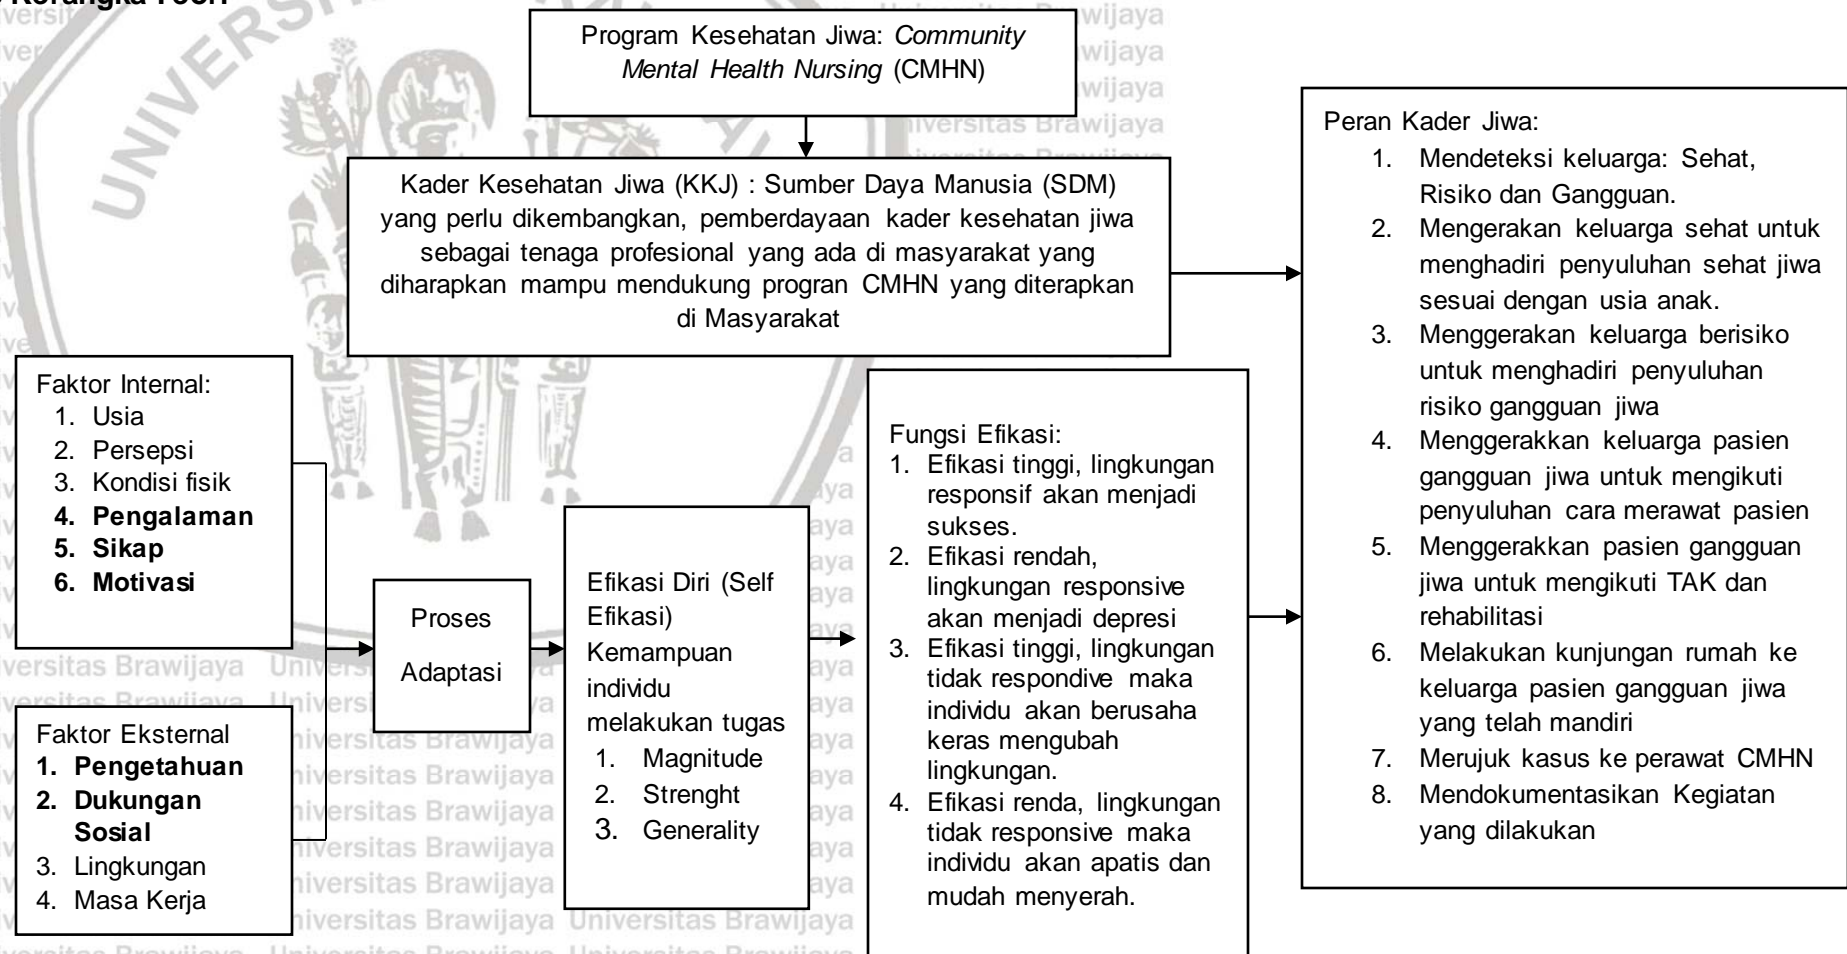 Kerangka Teori
Program Kesehatan Jiwa: Community
Mental Health Nursing (CMHN)
Kader Kesehatan Jiwa (KKJ) : Sumber Daya Manusia (SDM)
yang perlu dikembangkan, pemberdayaan kader kesehatan jiwa
sebagai tenaga profesional yang ada di masyarakat yang
diharapkan mampu mendukung progran CMHN yang diterapkan
di Masyarakat
Faktor Internal:
1. Usia
2. Persepsi
3. Kondisi fisik
4. Pengalaman
5. Sikap
6. Motivasi
Faktor Eksternal
1. Pengetahuan
2. Dukungan
Sosial
3. Lingkungan
4. Masa Kerja
Proses
Adaptasi
Efikasi Diri (Self
Efikasi)
Kemampuan
individu
melakukan tugas
1. Magnitude
2. Strenght
3. Generality
Fungsi Efikasi:
1. Efikasi tinggi, lingkungan
responsif akan menjadi
sukses.
2. Efikasi rendah,
lingkungan responsive
akan menjadi depresi
3. Efikasi tinggi, lingkungan
tidak respondive maka
individu akan berusaha
keras mengubah
lingkungan.
4. Efikasi renda, lingkungan
tidak responsive maka
individu akan apatis dan
mudah menyerah.
Peran Kader Jiwa:
1. Mendeteksi keluarga: Sehat,
Risiko dan Gangguan.
2. Mengerakan keluarga sehat untuk
menghadiri penyuluhan sehat jiwa
sesuai dengan usia anak.
3. Menggerakan keluarga berisiko
untuk menghadiri penyuluhan
risiko gangguan jiwa
4. Menggerakkan keluarga pasien
gangguan jiwa untuk mengikuti
penyuluhan cara merawat pasien
5. Menggerakkan pasien gangguan
jiwa untuk mengikuti TAK dan
rehabilitasi
6. Melakukan kunjungan rumah ke
keluarga pasien gangguan jiwa
yang telah mandiri
7. Merujuk kasus ke perawat CMHN
8. Mendokumentasikan Kegiatan
yang dilakukan